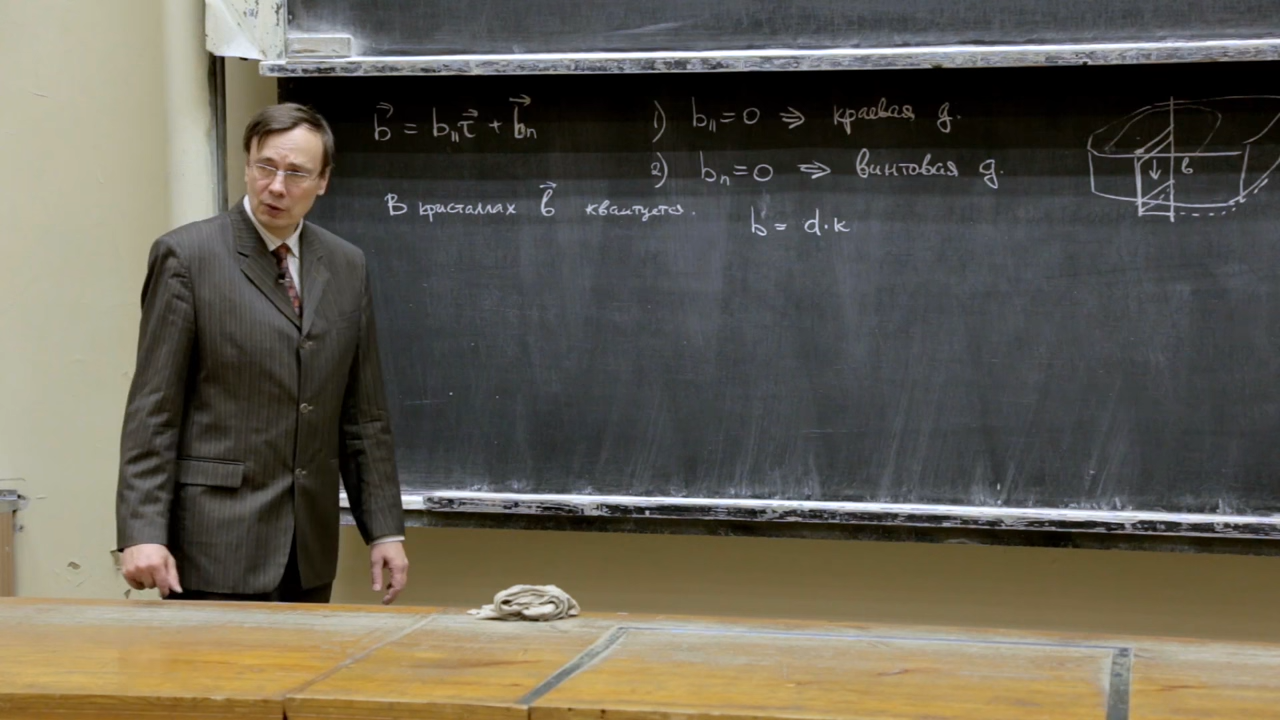 b⃗ = b∥τ⃗ + b⃗ₙ
1) b∥ = 0 ⇒ краевая д.
2) bₙ = 0 ⇒ винтовая д.
В кристаллах b⃗ квантуется.
b = d·k
b